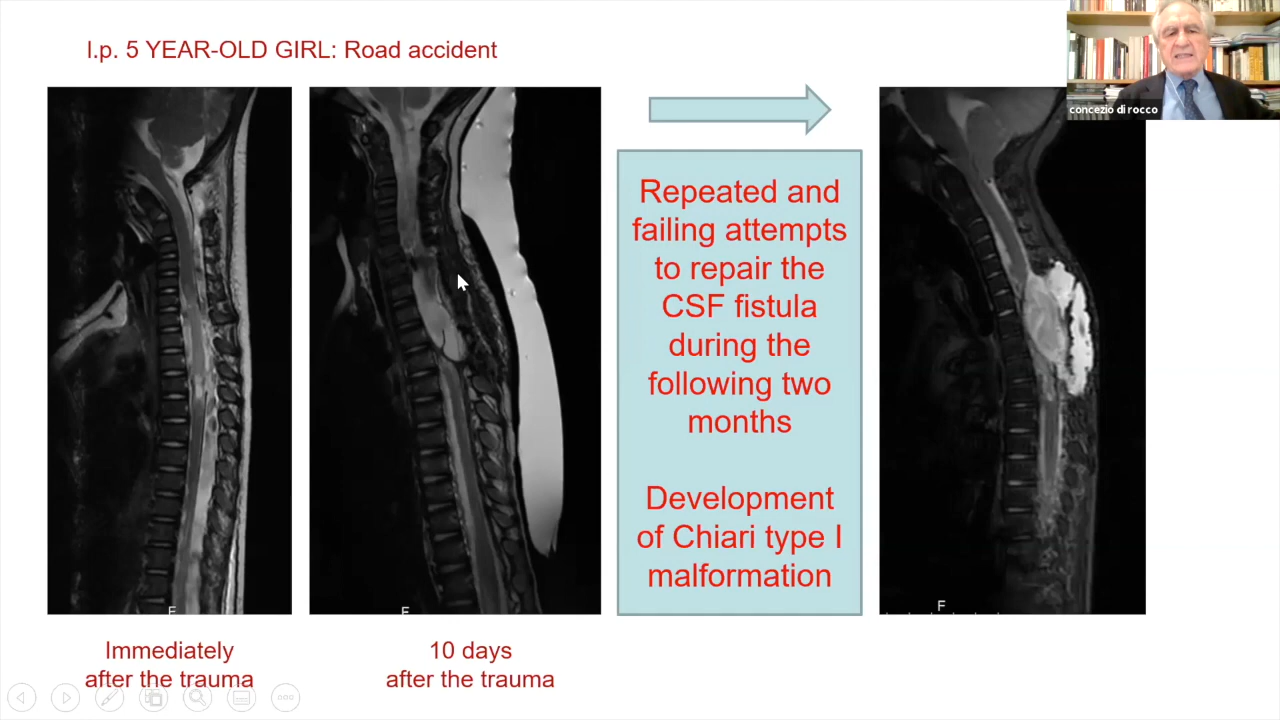 I.p. 5 YEAR-OLD GIRL: Road accident
concezio di rocco
Repeated and
failing attempts
to repair the
CSF fistula
during the
following two
months
Development
of Chiari type I
malformation
F
F
F
Immediately
after the trauma
10 days
after the trauma